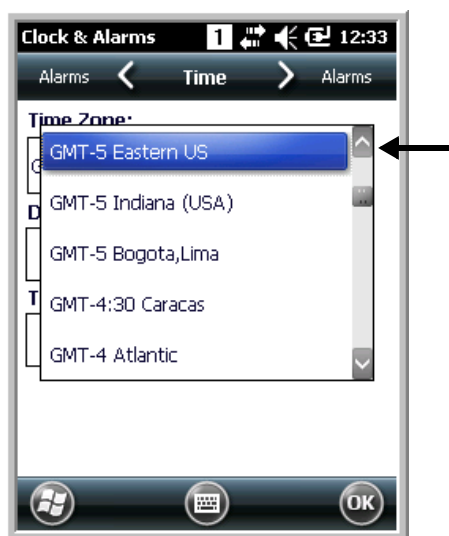 Clock & Alarms 1 12:33
Alarms Time Alarms
Time Zone:
G
GMT-5 Eastern US
D
GMT-5 Indiana (USA)
GMT-5 Bogota,Lima
T
GMT-4:30 Caracas
GMT-4 Atlantic
OK